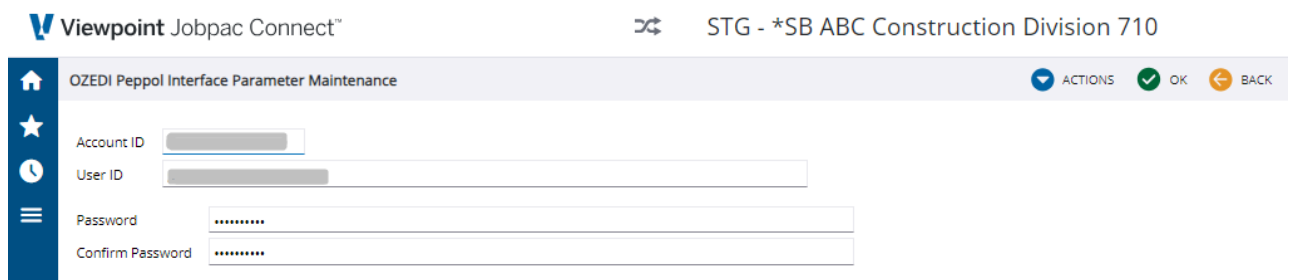 Viewpoint Jobpac Connect™ STG - *SB ABC Construction Division 710
OZEDI Peppol Interface Parameter Maintenance ACTIONS OK BACK
Account ID
User ID
Password ••••••••••
Confirm Password ••••••••••